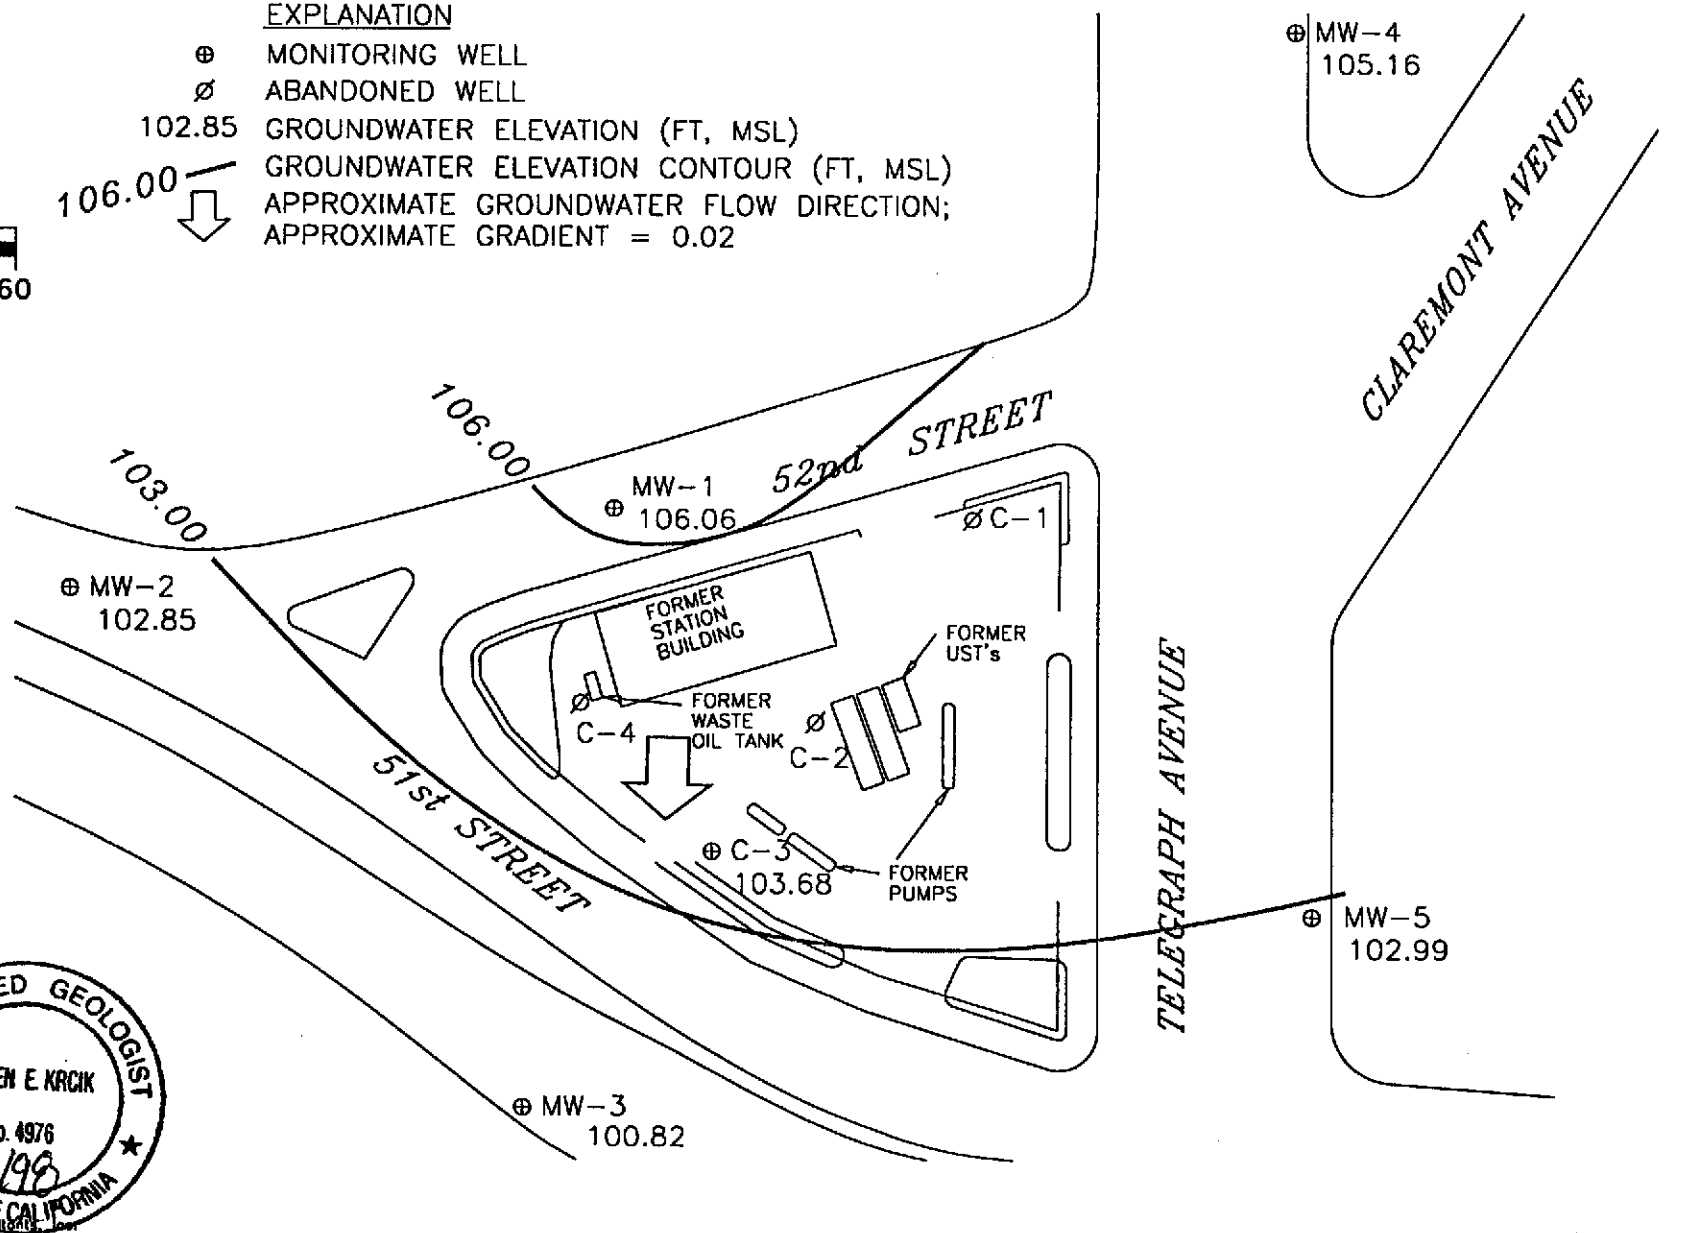 EXPLANATION
MONITORING WELL
ABANDONED WELL
102.85 GROUNDWATER ELEVATION (FT, MSL)
106.00 GROUNDWATER ELEVATION CONTOUR (FT, MSL)
APPROXIMATE GROUNDWATER FLOW DIRECTION;
APPROXIMATE GRADIENT = 0.02
60
MW-4
105.16
CLAREMONT AVENUE
106.00
103.00
52nd STREET
MW-1
106.06
C-1
MW-2
102.85
FORMER
STATION
BUILDING
FORMER
UST's
FORMER
WASTE
OIL TANK
C-4
C-2
51st STREET
C-3
103.68
FORMER
PUMPS
TELEGRAPH AVENUE
MW-5
102.99
MW-3
100.82
ED GEOLOGIST
EN E. KRCIK
4976
CALIFORNIA